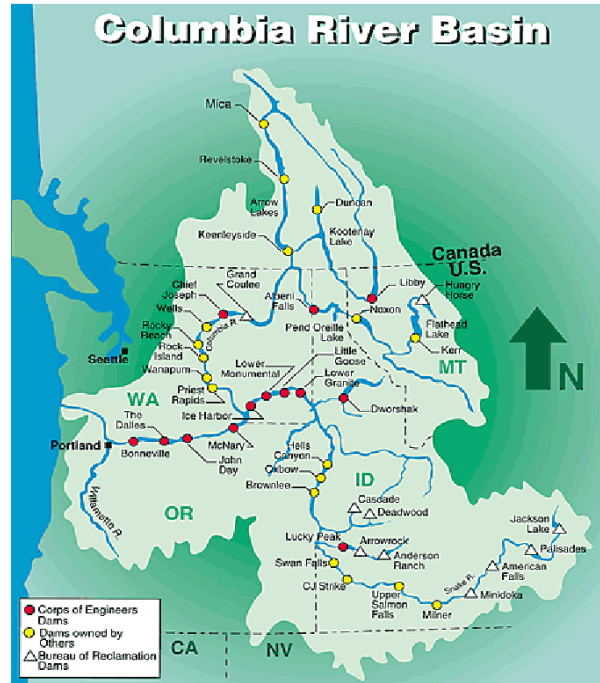 Columbia River Basin
Mica
Revelstoke
Arrow
Lakes
Duncan
Keenleyside
Kootenay
Lake
Canada
U.S.
Grand
Coulee
Chief
Joseph
Albeni
Falls
Libby
Hungry
Horse
Wells
Noxon
Columbia R.
Rocky
Reach
Pend Oreille
Lake
Flathead
Lake
Rock
Island
Kerr
Seattle
Wanapum
Little
Goose
Lower
Monumental
Lower
Granite
MT
N
WA
Priest
Rapids
Ice Harbor
Dworshak
The
Dalles
Portland
McNary
Bonneville
John
Day
Hells
Canyon
Oxbow
Brownlee
ID
Willamette R.
OR
Cascade
Deadwood
Jackson
Lake
Lucky Peak
Arrowrock
Palisades
Anderson
Ranch
Swan Falls
American
Falls
CJ Strike
Snake R.
Upper
Salmon
Falls
Minidoka
Milner
Corps of Engineers
Dams
Dams owned by
Others
Bureau of Reclamation
Dams
CA
NV